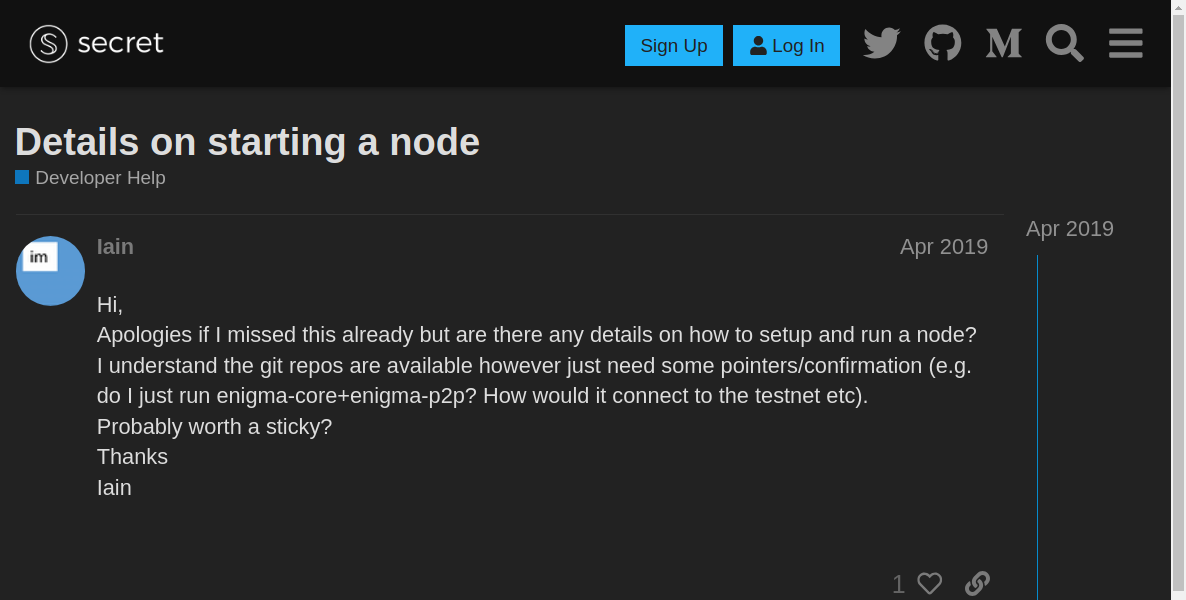 secret
Sign Up
Log In
Details on starting a node
Developer Help
Apr 2019
im
Iain
Apr 2019
Hi,
Apologies if I missed this already but are there any details on how to setup and run a node?
I understand the git repos are available however just need some pointers/confirmation (e.g.
do I just run enigma-core+enigma-p2p? How would it connect to the testnet etc).
Probably worth a sticky?
Thanks
Iain
1